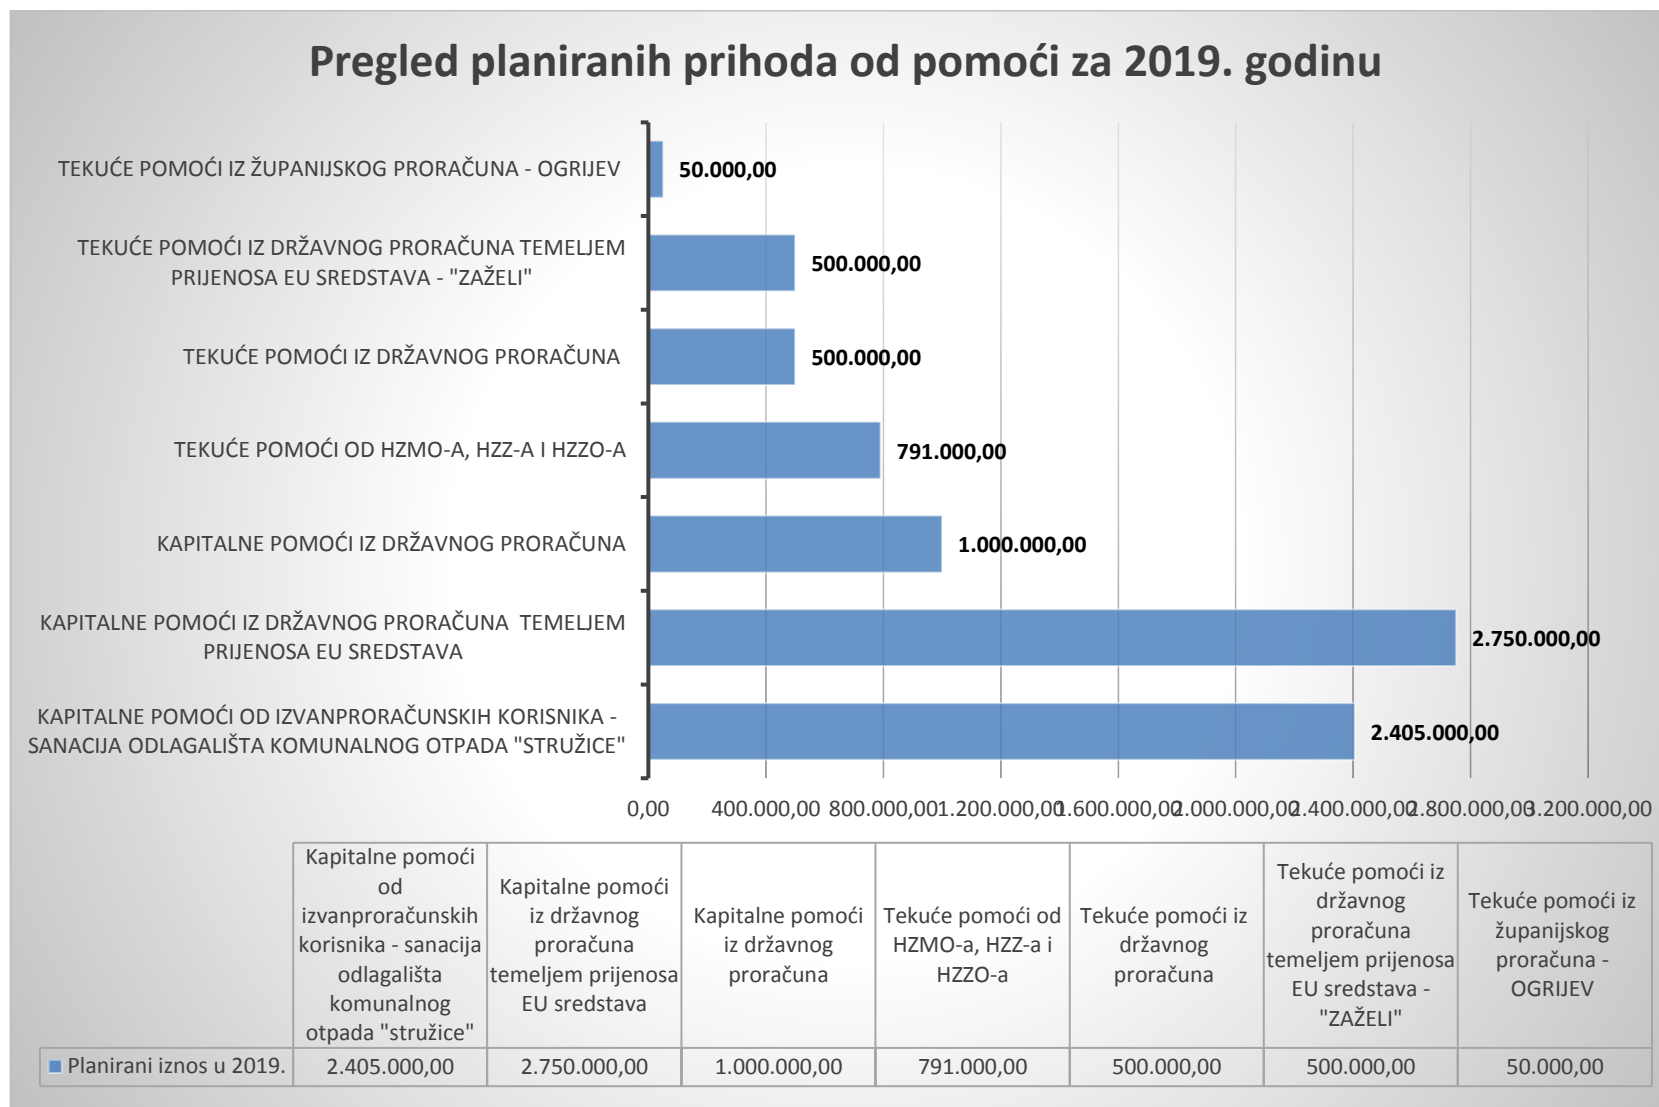 Pregled planiranih prihoda od pomoći za 2019. godinu
TEKUĆE POMOĆI IZ ŽUPANIJSKOG PRORAČUNA - OGRIJEV
50.000,00
TEKUĆE POMOĆI IZ DRŽAVNOG PRORAČUNA TEMELJEM
PRIJENOSA EU SREDSTAVA - "ZAŽELI"
500.000,00
TEKUĆE POMOĆI IZ DRŽAVNOG PRORAČUNA
500.000,00
TEKUĆE POMOĆI OD HZMO-A, HZZ-A I HZZO-A
791.000,00
KAPITALNE POMOĆI IZ DRŽAVNOG PRORAČUNA
1.000.000,00
KAPITALNE POMOĆI IZ DRŽAVNOG PRORAČUNA  TEMELJEM
PRIJENOSA EU SREDSTAVA
2.750.000,00
KAPITALNE POMOĆI OD IZVANPRORAČUNSKIH KORISNIKA -
SANACIJA ODLAGALIŠTA KOMUNALNOG OTPADA "STRUŽICE"
2.405.000,00
0,00 400.000,00 800.000,00 1.200.000,00 1.600.000,00 2.000.000,00 2.400.000,00 2.800.000,00 3.200.000,00
Kapitalne pomoći
od
izvanproračunskih
korisnika - sanacija
odlagališta
komunalnog
otpada "stružice"
Kapitalne pomoći
iz državnog
proračuna
temeljem prijenosa
EU sredstava
Kapitalne pomoći
iz državnog
proračuna
Tekuće pomoći od
HZMO-a, HZZ-a i
HZZO-a
Tekuće pomoći iz
državnog
proračuna
Tekuće pomoći iz
državnog
proračuna
temeljem prijenosa
EU sredstava -
"ZAŽELI"
Tekuće pomoći iz
županijskog
proračuna -
OGRIJEV
Planirani iznos u 2019. 2.405.000,00 2.750.000,00 1.000.000,00 791.000,00 500.000,00 500.000,00 50.000,00